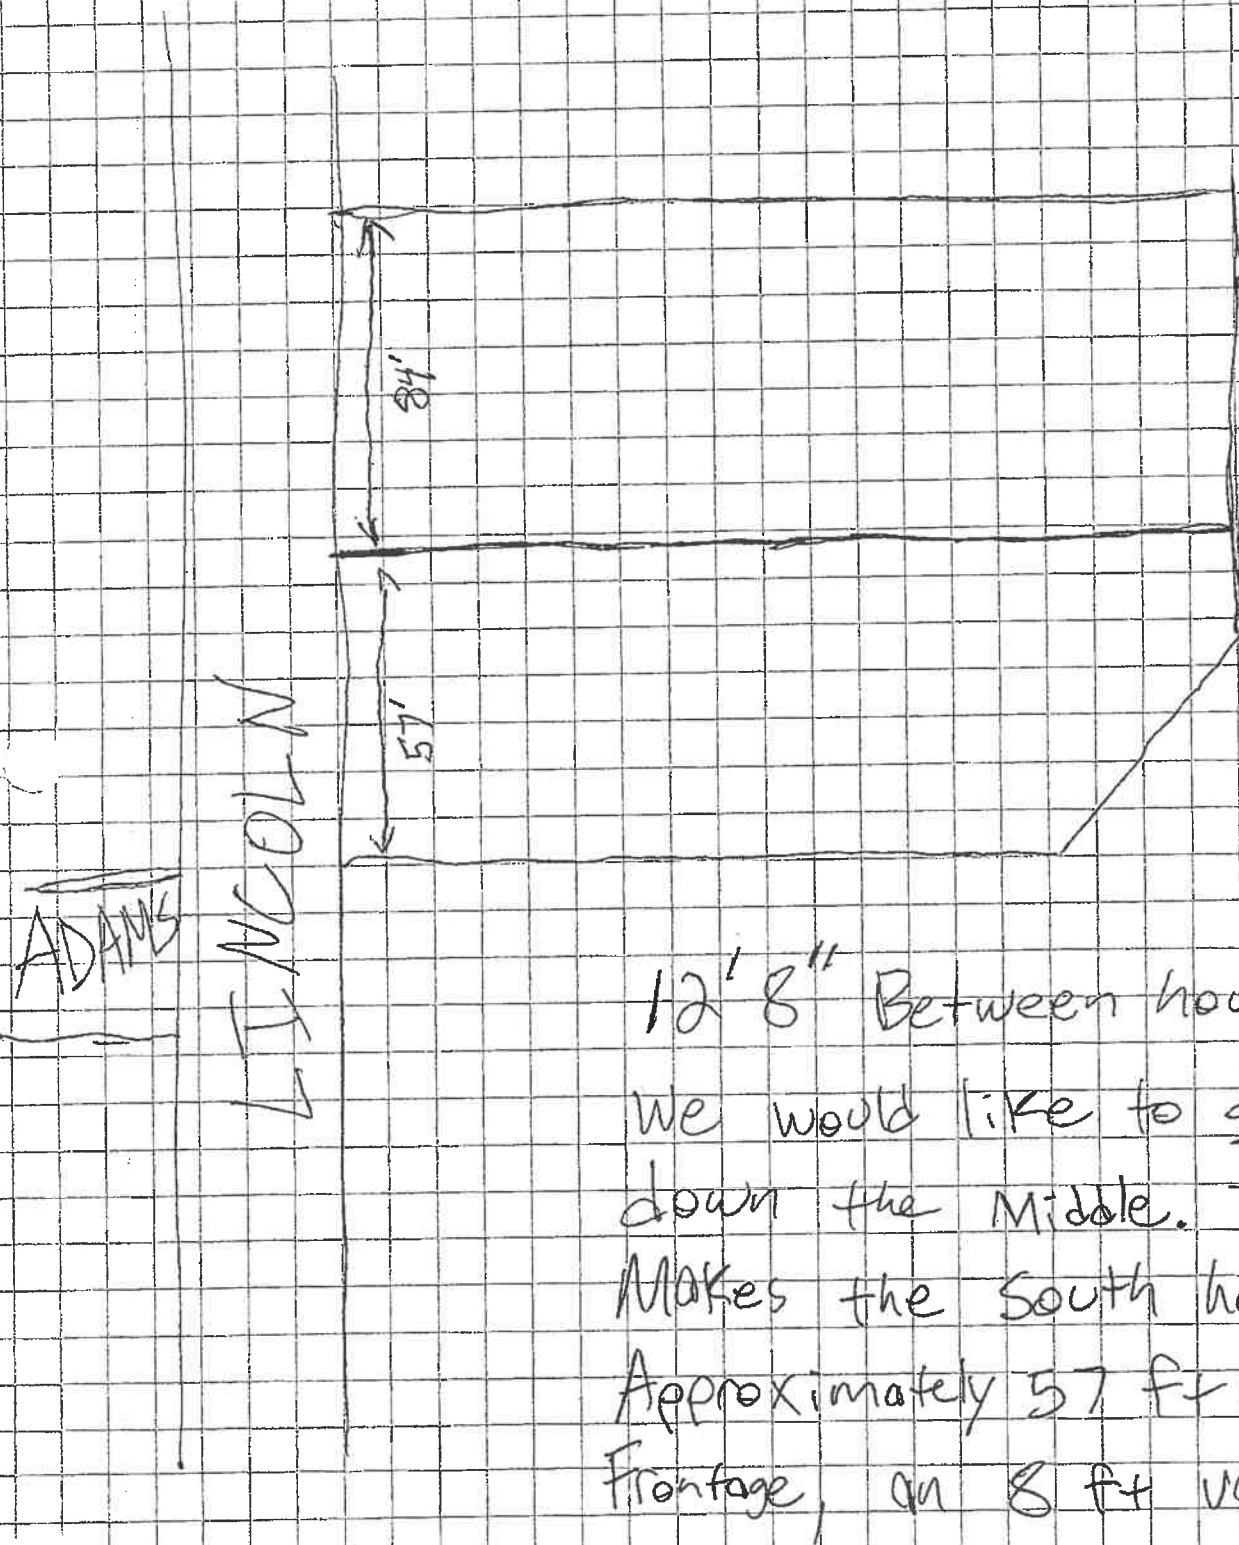 84'
57'
LINCOLN
ADAMS
12' 8" Between
We would like to
down the Middle.
Makes the South
Approximately 57 ft
Frontage, an 8 ft